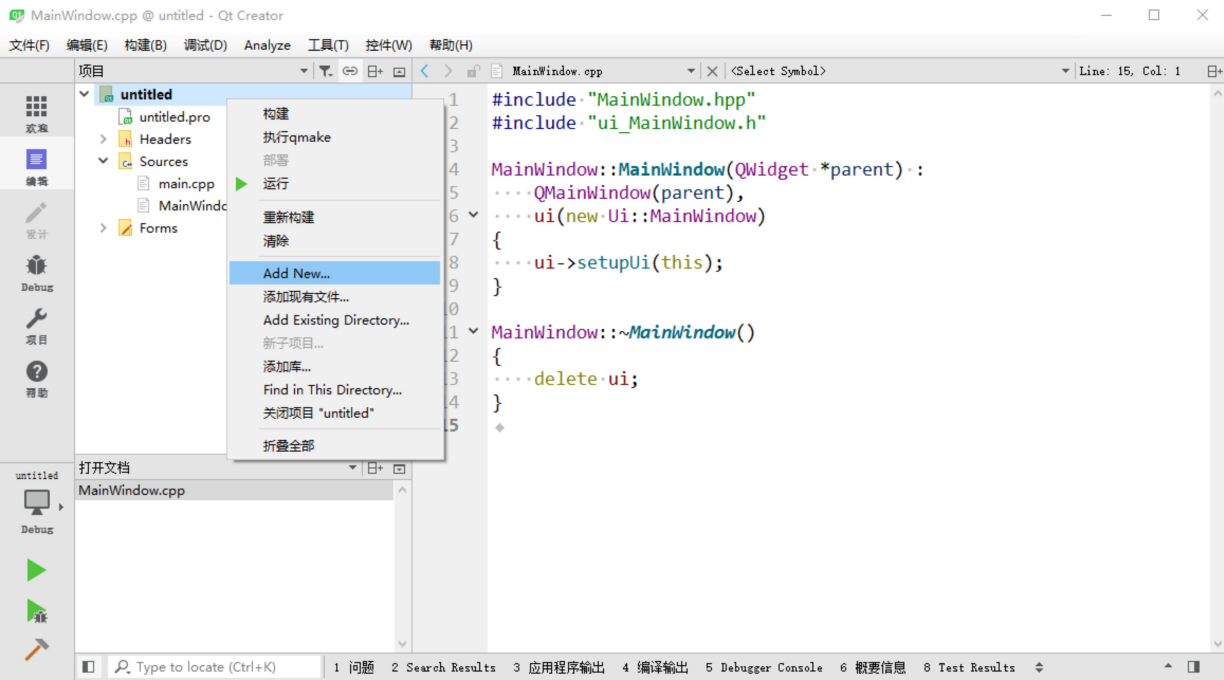 MainWindow.cpp @ untitled - Qt Creator
文件(F) 编辑(E) 构建(B) 调试(D) Analyze 工具(T) 控件(W) 帮助(H)
项目
MainWindow.cpp
<Select Symbol>
Line: 15, Col: 1
欢迎
编辑
设计
Debug
项目
帮助
untitled
Debug
untitled
untitled.pro
Headers
Sources
main.cpp
MainWindo
Forms
构建
执行qmake
部署
运行
重新构建
清除
Add New...
添加现有文件...
Add Existing Directory...
新子项目...
添加库...
Find in This Directory...
关闭项目 "untitled"
折叠全部
打开文档
MainWindow.cpp
1 #include "MainWindow.hpp"
2 #include "ui_MainWindow.h"
3
4 MainWindow::MainWindow(QWidget *parent) :
5 ····QMainWindow(parent),
6 ····ui(new Ui::MainWindow)
7 {
8 ····ui->setupUi(this);
9 }
10
11 MainWindow::~MainWindow()
12 {
13 ····delete ui;
14 }
15
Type to locate (Ctrl+K)
1 问题 2 Search Results 3 应用程序输出 4 编译输出 5 Debugger Console 6 概要信息 8 Test Results